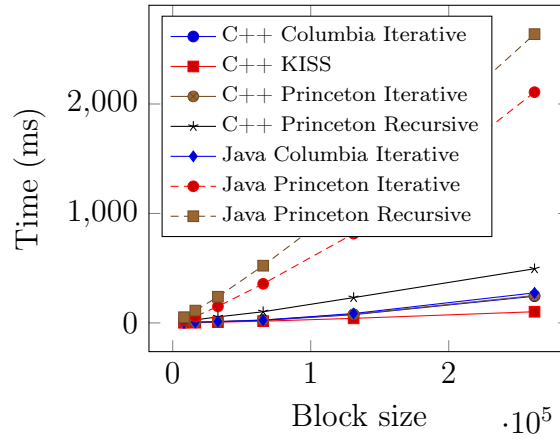 C++ Columbia Iterative
C++ KISS
C++ Princeton Iterative
C++ Princeton Recursive
Java Columbia Iterative
Java Princeton Iterative
Java Princeton Recursive
Time (ms)
2,000
1,000
0
0 1 2
·10^5
Block size